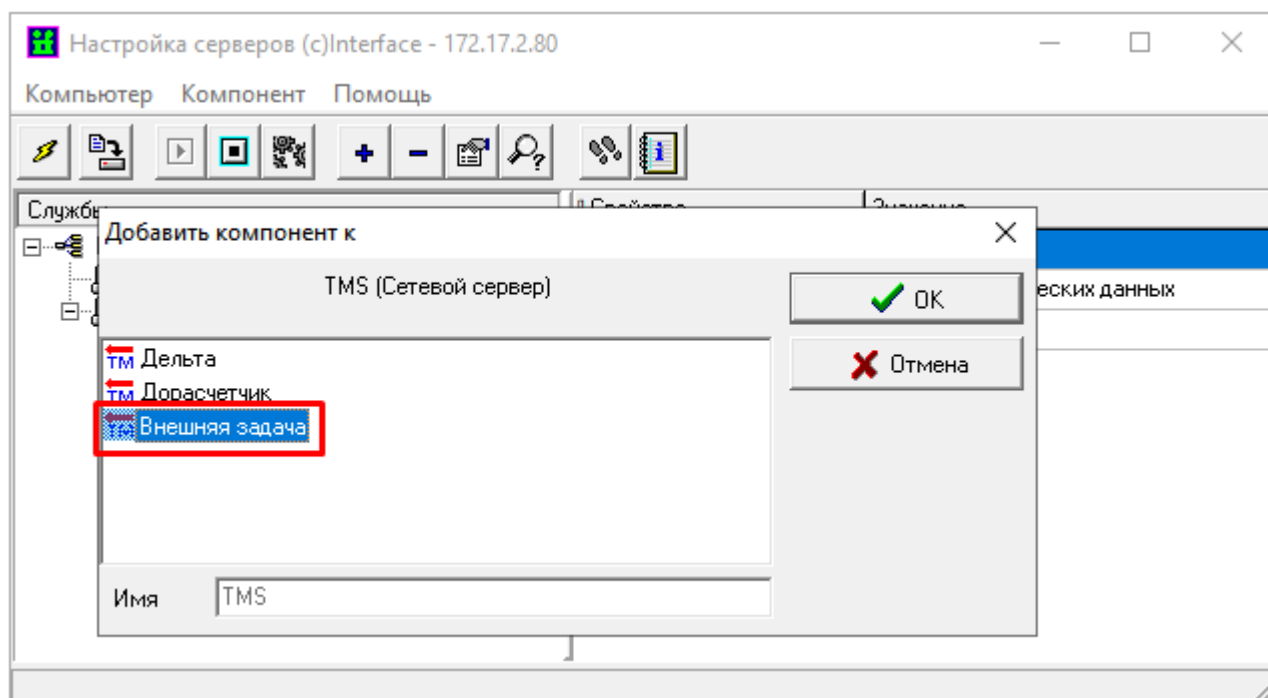 Настройка серверов (c)Interface - 172.17.2.80
Компьютер Компонент Помощь
Службы
Свойство Значение
Добавить компонент к
TMS (Сетевой сервер)
OK
еских данных
Дельта
Отмена
Дорасчетчик
Внешняя задача
Имя TMS